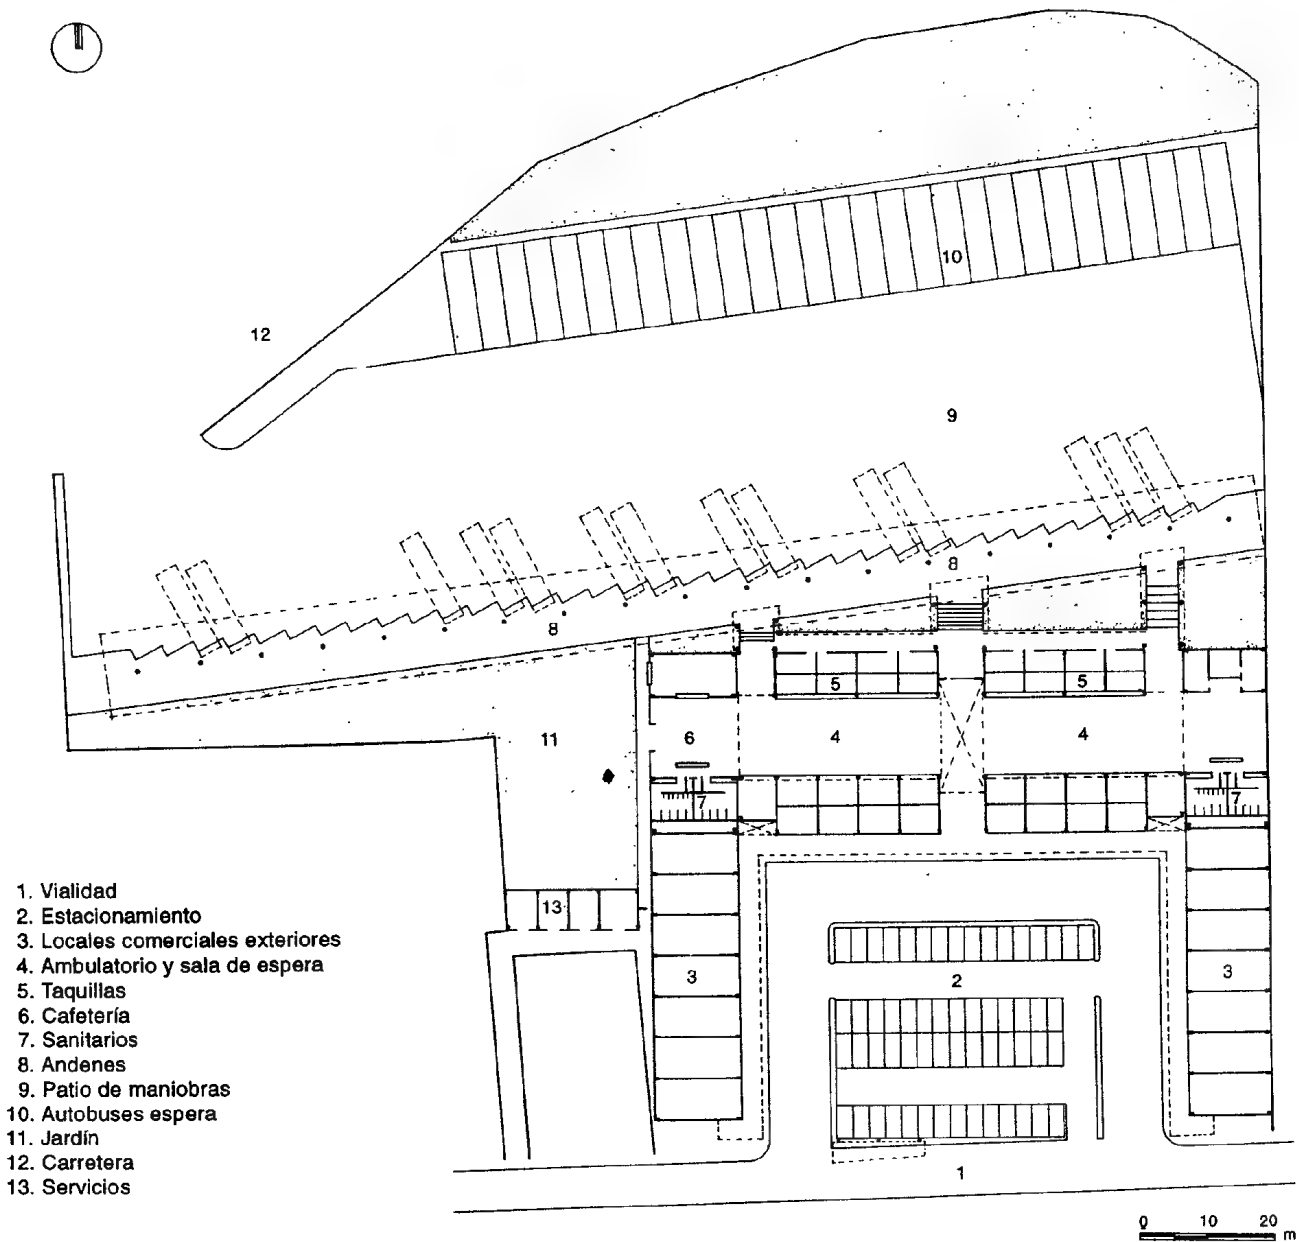 10
12
9
8
8
5
5
11
6
4
4
7
7
1. Vialidad
2. Estacionamiento
3. Locales comerciales exteriores
4. Ambulatorio y sala de espera
5. Taquillas
6. Cafetería
7. Sanitarios
8. Andenes
9. Patio de maniobras
10. Autobuses espera
11. Jardín
12. Carretera
13. Servicios
13
3
2
3
1
0 10 20 m